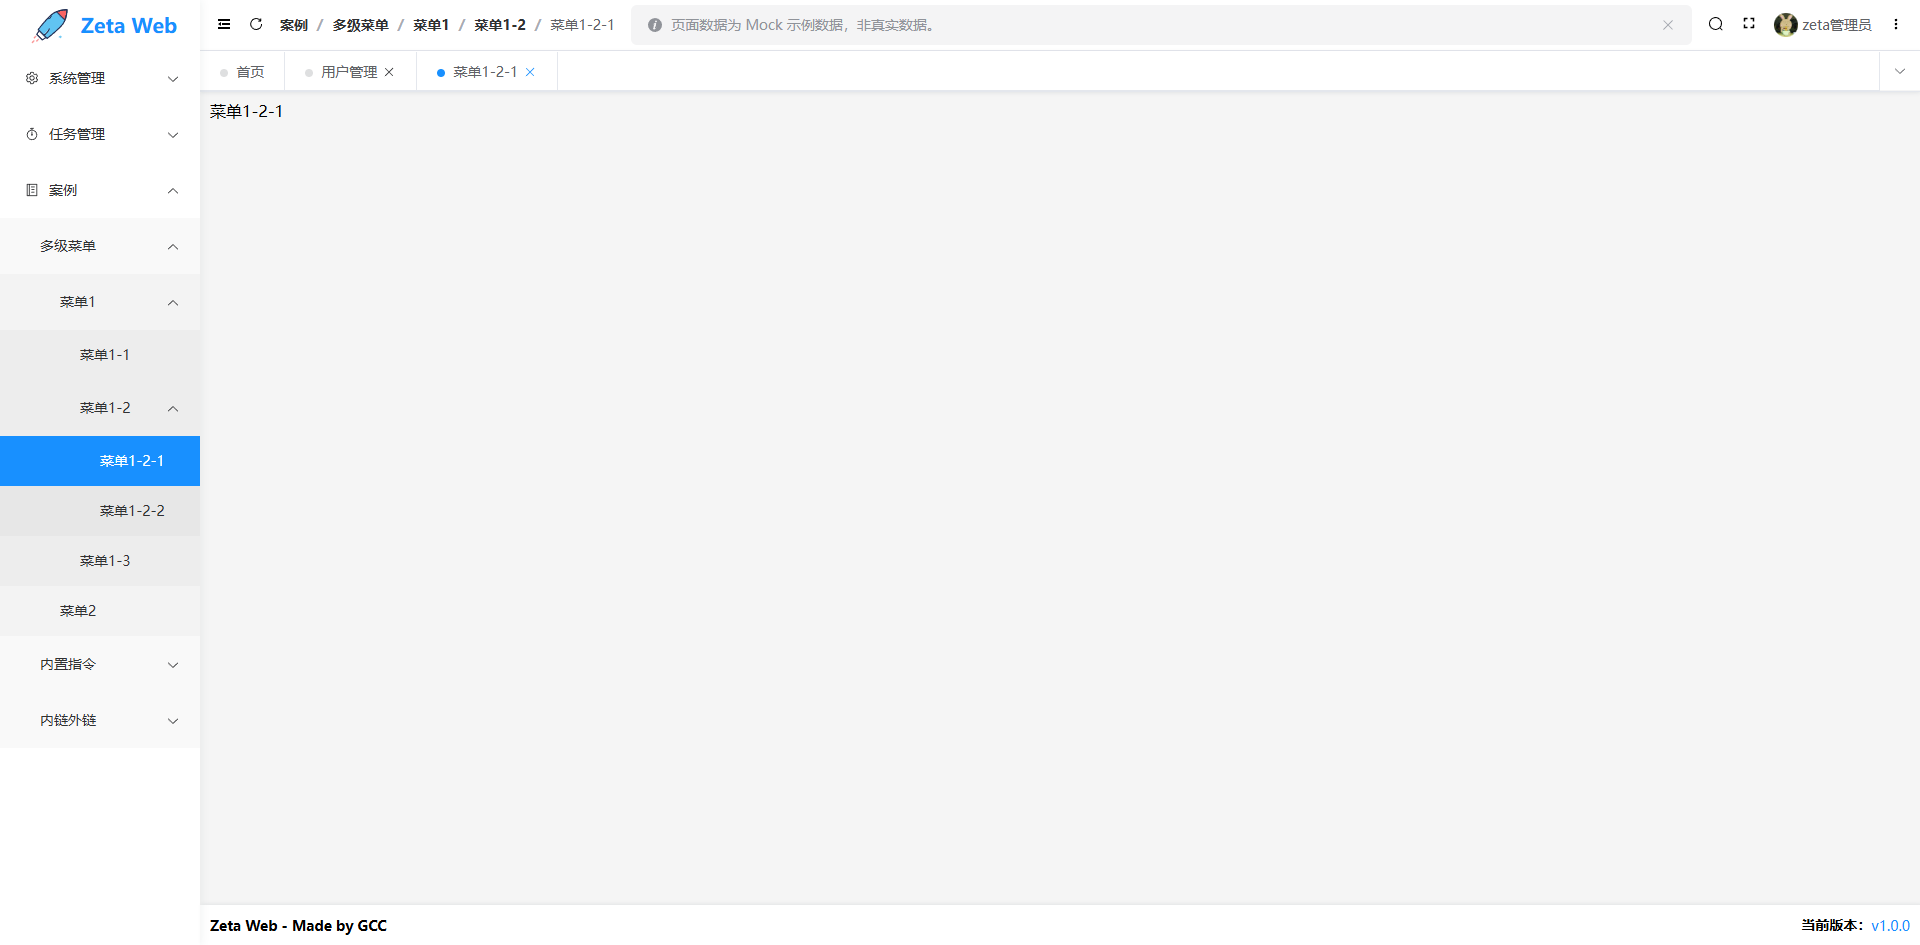 Zeta Web
系统管理
任务管理
案例
多级菜单
菜单1
菜单1-1
菜单1-2
菜单1-2-1
菜单1-2-2
菜单1-3
菜单2
内置指令
内链外链
案例 / 多级菜单 / 菜单1 / 菜单1-2 / 菜单1-2-1
页面数据为 Mock 示例数据，非真实数据。
zeta管理员
首页
用户管理
菜单1-2-1
菜单1-2-1
Zeta Web - Made by GCC
当前版本： v1.0.0